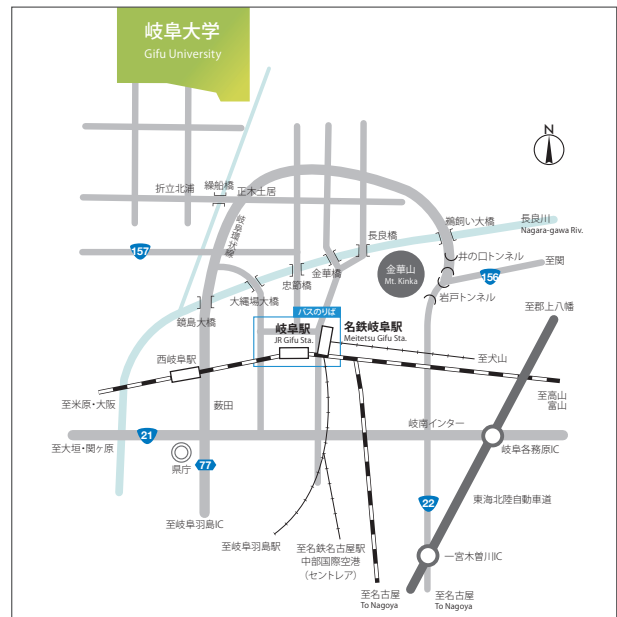 岐阜大学
Gifu University
N
折立北浦
繰船橋
正木土居
岐阜環状線
鵜飼い大橋
長良川
Nagara-gawa Riv.
長良橋
157
金華橋
忠節橋
大縄場大橋
鏡島大橋
金華山
Mt. Kinka
井の口トンネル
至関
156
岩戸トンネル
至郡上八幡
バスのりば
岐阜駅
JR Gifu Sta.
名鉄岐阜駅
Meitetsu Gifu Sta.
西岐阜駅
至犬山
至米原・大阪
薮田
至高山
富山
岐南インター
21
至大垣・関ヶ原
県庁
77
岐阜各務原IC
22
東海北陸自動車道
至岐阜羽島IC
至岐阜羽島駅
至名鉄名古屋駅
中部国際空港
（セントレア）
一宮木曽川IC
至名古屋
To Nagoya
至名古屋
To Nagoya